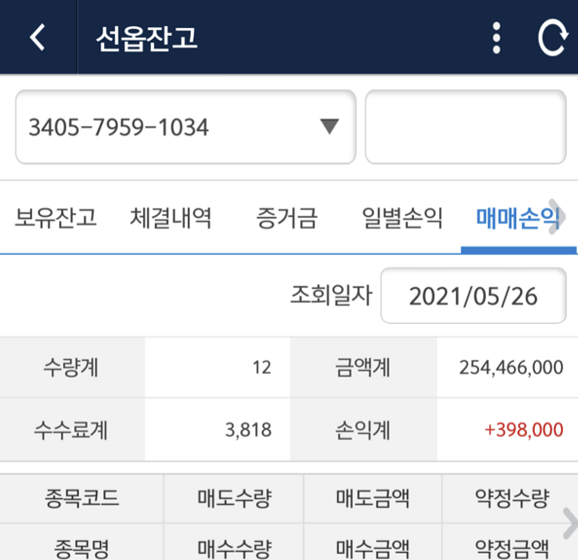 선옵잔고
3405-7959-1034
보유잔고 체결내역 증거금 일별손익 매매손익
조회일자 2021/05/26
수량계 12 금액계 254,466,000
수수료계 3,818 손익계 +398,000
종목코드 매도수량 매도금액 약정수량
종목명 매수수량 매수금액 약정금액